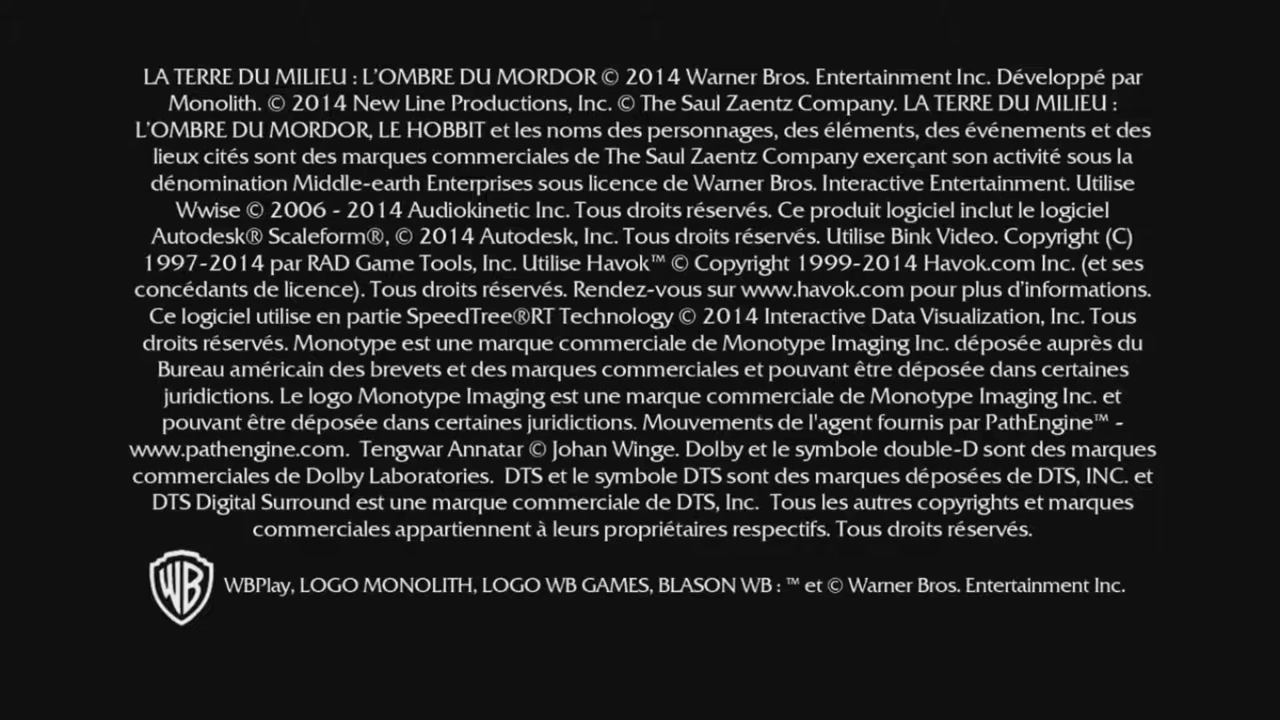 LA TERRE DU MILIEU : L’OMBRE DU MORDOR © 2014 Warner Bros. Entertainment Inc. Développé par
Monolith. © 2014 New Line Productions, Inc. © The Saul Zaentz Company. LA TERRE DU MILIEU :
L’OMBRE DU MORDOR, LE HOBBIT et les noms des personnages, des éléments, des événements et des
lieux cités sont des marques commerciales de The Saul Zaentz Company exerçant son activité sous la
dénomination Middle-earth Enterprises sous licence de Warner Bros. Interactive Entertainment. Utilise
Wwise © 2006 - 2014 Audiokinetic Inc. Tous droits réservés. Ce produit logiciel inclut le logiciel
Autodesk® Scaleform®, © 2014 Autodesk, Inc. Tous droits réservés. Utilise Bink Video. Copyright (C)
1997-2014 par RAD Game Tools, Inc. Utilise Havok™ © Copyright 1999-2014 Havok.com Inc. (et ses
concédants de licence). Tous droits réservés. Rendez-vous sur www.havok.com pour plus d’informations.
Ce logiciel utilise en partie SpeedTree®RT Technology © 2014 Interactive Data Visualization, Inc. Tous
droits réservés. Monotype est une marque commerciale de Monotype Imaging Inc. déposée auprès du
Bureau américain des brevets et des marques commerciales et pouvant être déposée dans certaines
juridictions. Le logo Monotype Imaging est une marque commerciale de Monotype Imaging Inc. et
pouvant être déposée dans certaines juridictions. Mouvements de l'agent fournis par PathEngine™ -
www.pathengine.com.  Tengwar Annatar © Johan Winge. Dolby et le symbole double-D sont des marques
commerciales de Dolby Laboratories.  DTS et le symbole DTS sont des marques déposées de DTS, INC. et
DTS Digital Surround est une marque commerciale de DTS, Inc.  Tous les autres copyrights et marques
commerciales appartiennent à leurs propriétaires respectifs. Tous droits réservés.
WB WBPlay, LOGO MONOLITH, LOGO WB GAMES, BLASON WB : ™ et © Warner Bros. Entertainment Inc.